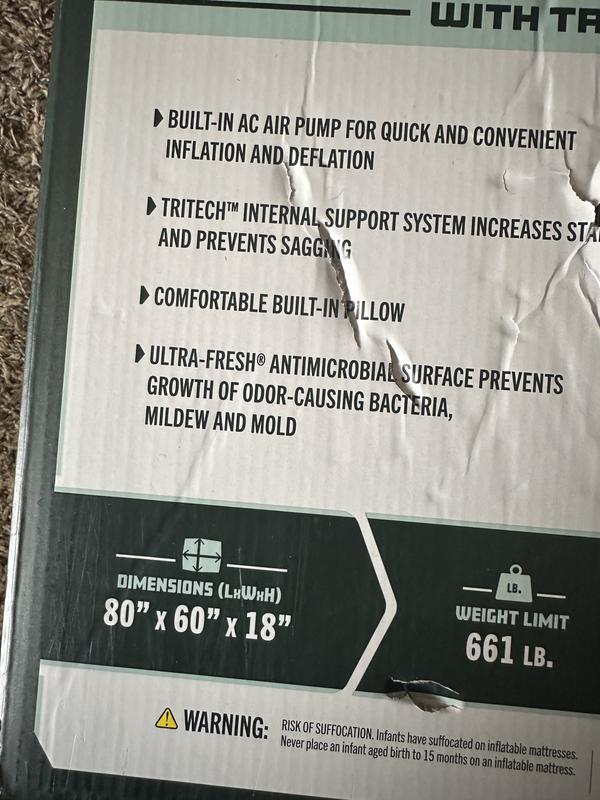 WITH
BUILT-IN AC AIR PUMP FOR QUICK AND CONVENIENT
INFLATION AND DEFLATION
TRITECH™ INTERNAL SUPPORT SYSTEM INCREASES
AND PREVENTS SAGGING
COMFORTABLE BUILT-IN PILLOW
ULTRA-FRESH® ANTIMICROBIAL SURFACE PREVENTS
GROWTH OF ODOR-CAUSING BACTERIA,
MILDEW AND MOLD
DIMENSIONS (LxWxH)
80” x 60” x 18”
LB.
WEIGHT LIMIT
661 LB.
WARNING:
RISK OF SUFFOCATION. Infants have suffocated on inflatable mattresses.
Never place an infant aged birth to 15 months on an inflatable mattress.